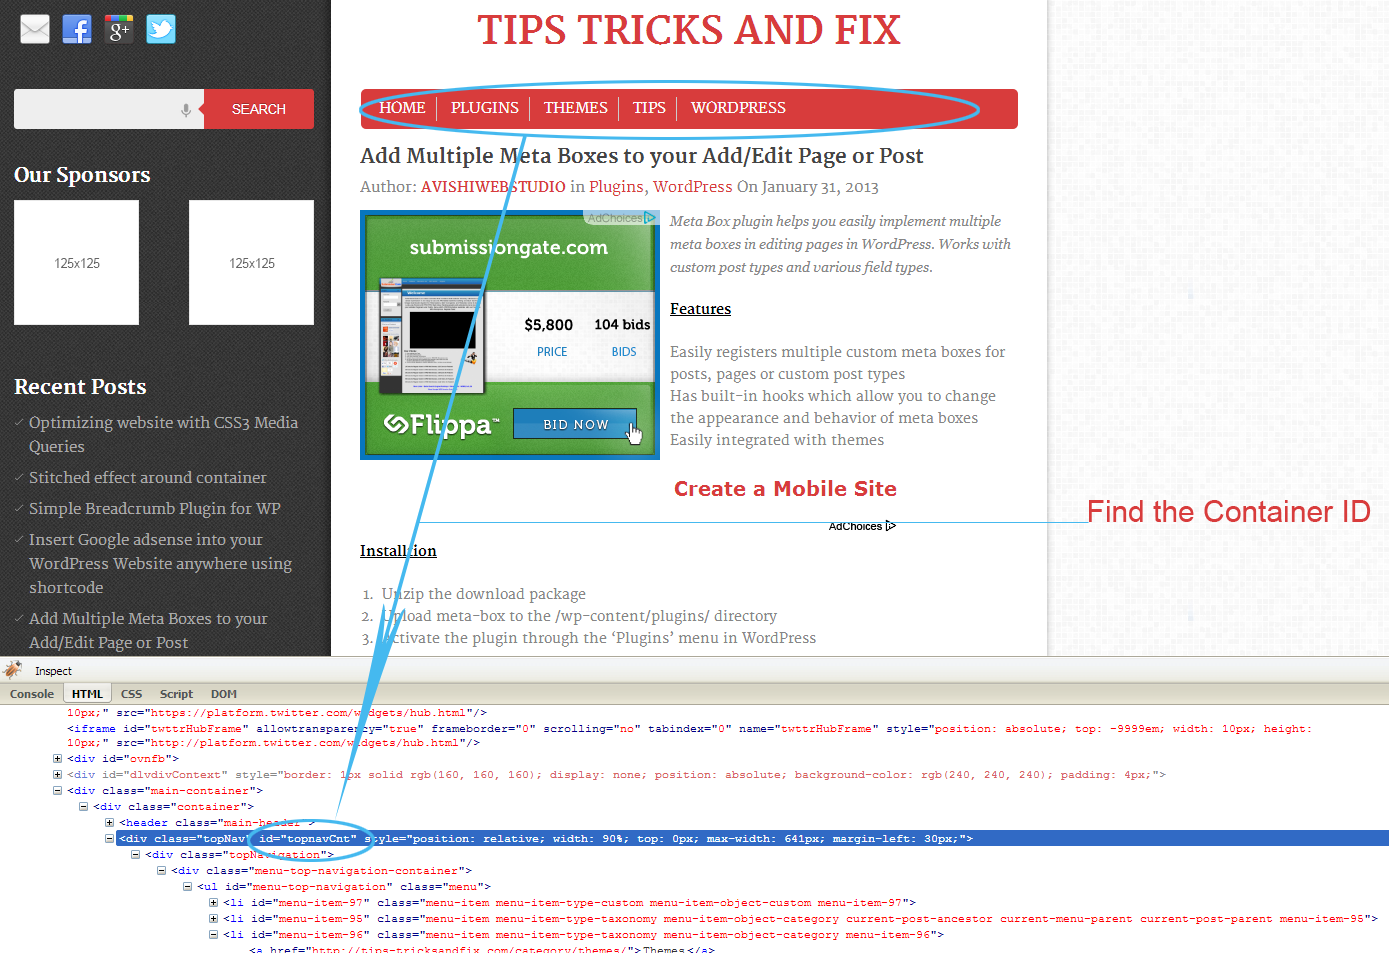 TIPS TRICKS AND FIX
SEARCH
HOME
PLUGINS
THEMES
TIPS
WORDPRESS
Our Sponsors
125x125
125x125
Recent Posts
Optimizing website with CSS3 Media
Queries
Stitched effect around container
Simple Breadcrumb Plugin for WP
Insert Google adsense into your
WordPress Website anywhere using
shortcode
Add Multiple Meta Boxes to your
Add/Edit Page or Post
Add Multiple Meta Boxes to your Add/Edit Page or Post
Author: AVISHIWEBSTUDIO in Plugins, WordPress On January 31, 2013
AdChoices
submissiongate.com
$5,800 104 bids
PRICE BIDS
Flippa™
BID NOW
Meta Box plugin helps you easily implement multiple
meta boxes in editing pages in WordPress. Works with
custom post types and various field types.
Features
Easily registers multiple custom meta boxes for
posts, pages or custom post types
Has built-in hooks which allow you to change
the appearance and behavior of meta boxes
Easily integrated with themes
Create a Mobile Site
AdChoices
Find the Container ID
Installtion
1. Unzip the download package
2. Upload meta-box to the /wp-content/plugins/ directory
3. Activate the plugin through the ‘Plugins’ menu in WordPress
Inspect
Console HTML CSS Script DOM
10px;" src="https://platform.twitter.com/widgets/hub.html"/>
<iframe id="twttrHubFrame" allowtransparency="true" frameborder="0" scrolling="no" tabindex="0" name="twttrHubFrame" style="position: absolute; top: -9999em; width: 10px; height:
10px;" src="http://platform.twitter.com/widgets/hub.html"/>
<div id="ovnfb">
<div id="dlvdivContext" style="border: 1px solid rgb(160, 160, 160); display: none; position: absolute; background-color: rgb(240, 240, 240); padding: 4px;">
<div class="main-container">
<div class="container">
<header class="main-header">
<div class="topNav" id="topnavCnt" style="position: relative; width: 90%; top: 0px; max-width: 641px; margin-left: 30px;">
<div class="topNavigation">
<div class="menu-top-navigation-container">
<ul id="menu-top-navigation" class="menu">
<li id="menu-item-97" class="menu-item menu-item-type-custom menu-item-object-custom menu-item-97">
<li id="menu-item-95" class="menu-item menu-item-type-taxonomy menu-item-object-category current-post-ancestor current-menu-parent current-post-parent menu-item-95">
<li id="menu-item-96" class="menu-item menu-item-type-taxonomy menu-item-object-category menu-item-96">
<a href="http://tips-tricksandfix.com/category/themes/">Themes</a>